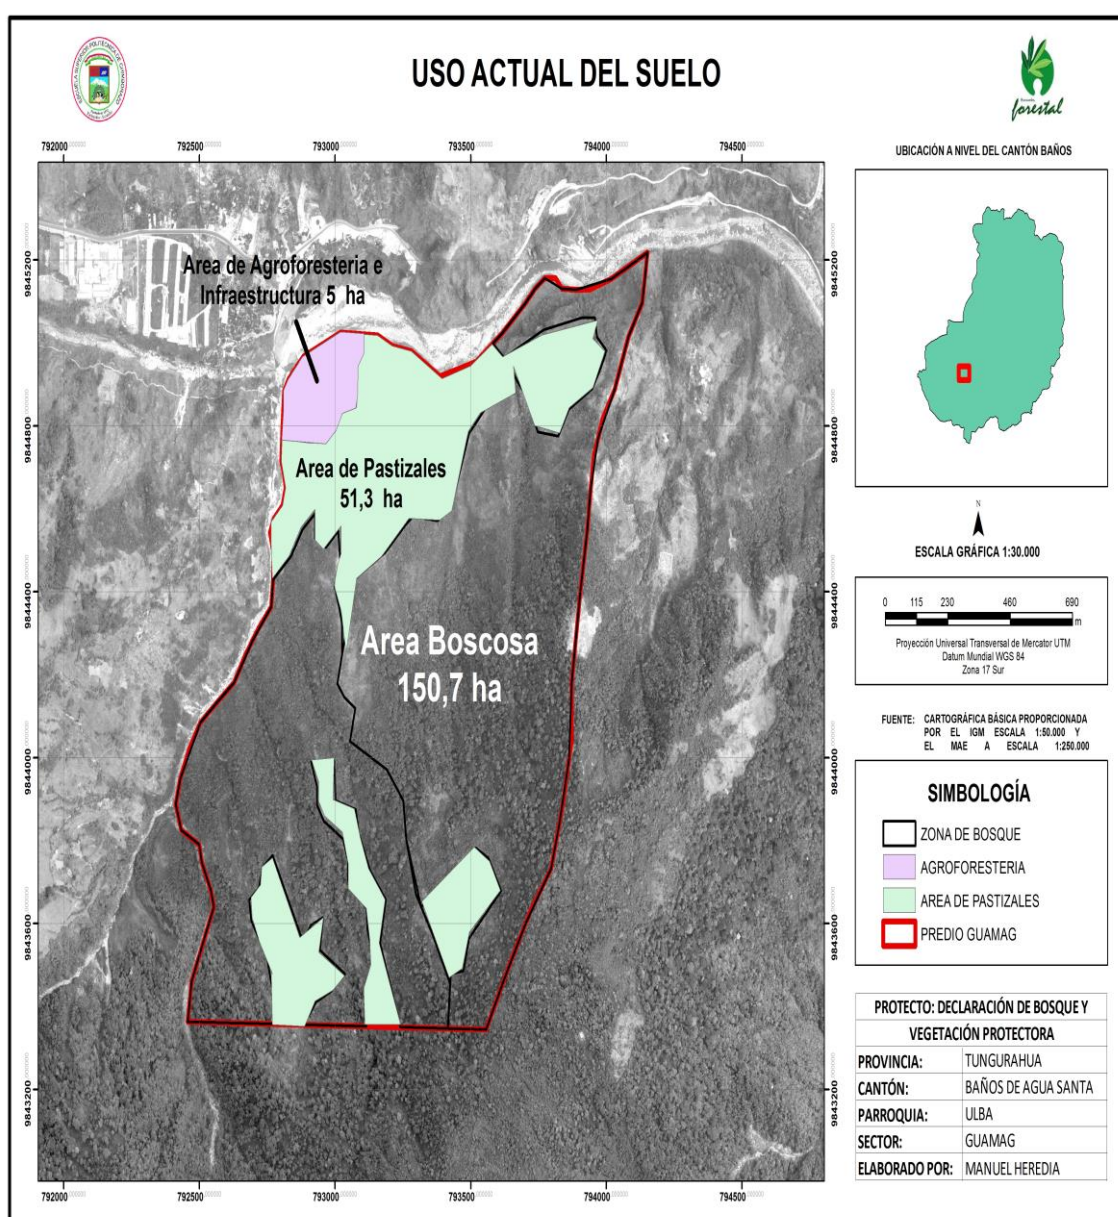 USO ACTUAL DEL SUELO
forestal
792000 792500 793000 793500 794000 794500
UBICACIÓN A NIVEL DEL CANTÓN BAÑOS
9845200
9844800
9844400
9844000
9843600
9843200
Area de Agroforesteria e
Infraestructura 5 ha
Area de Pastizales
51,3 ha
Area Boscosa
150,7 ha
9845200
9844800
9844400
9844000
9843600
9843200
792000 792500 793000 793500 794000 794500
N
ESCALA GRÁFICA 1:30.000
0 115 230 460 690
m
Proyección Universal Transversal de Mercator UTM
Datum Mundial WGS 84
Zona 17 Sur
FUENTE: CARTOGRÁFICA BÁSICA PROPORCIONADA
POR EL IGM ESCALA 1:50.000 Y
EL MAE A ESCALA 1:250.000
SIMBOLOGÍA
ZONA DE BOSQUE
AGROFORESTERIA
AREA DE PASTIZALES
PREDIO GUAMAG
PROTECTO: DECLARACIÓN DE BOSQUE Y
VEGETACIÓN PROTECTORA
PROVINCIA: TUNGURAHUA
CANTÓN: BAÑOS DE AGUA SANTA
PARROQUIA: ULBA
SECTOR: GUAMAG
ELABORADO POR: MANUEL HEREDIA